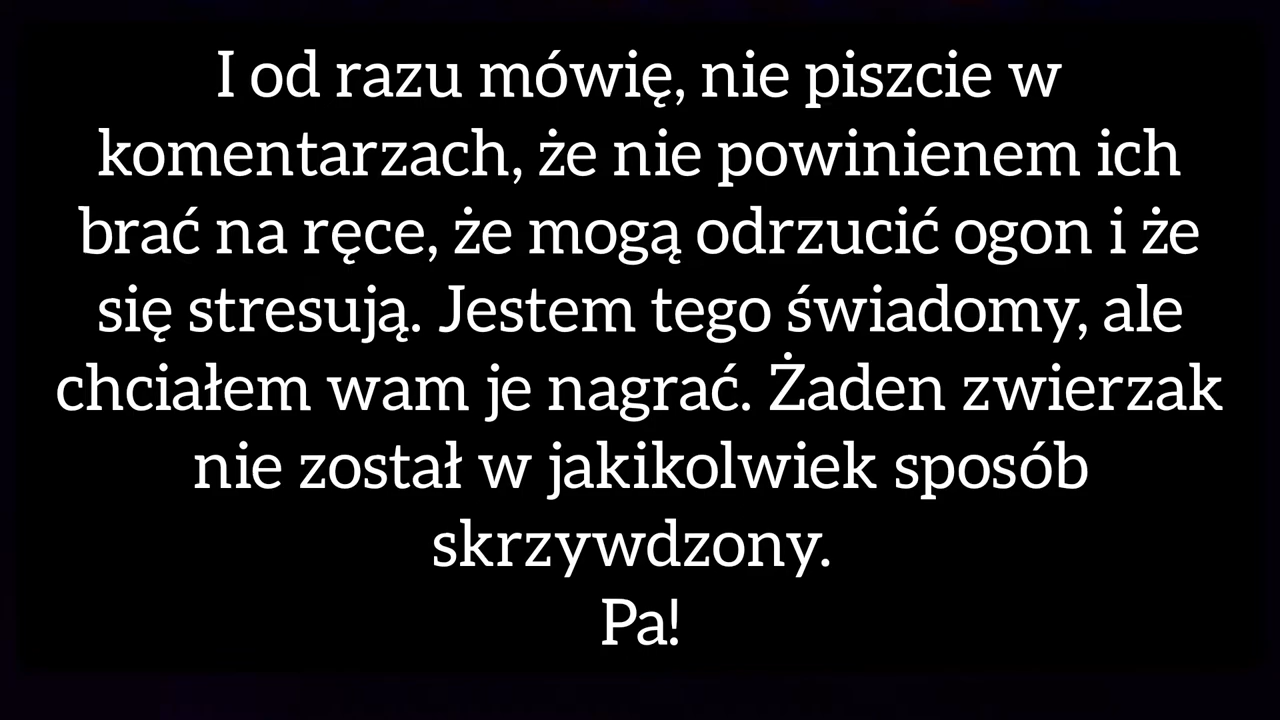 I od razu mówię, nie piszcie w
komentarzach, że nie powinienem ich
brać na ręce, że mogą odrzucić ogon i że
się stresują. Jestem tego świadomy, ale
chciałem wam je nagrać. Żaden zwierzak
nie został w jakikolwiek sposób
skrzywdzony.
Pa!